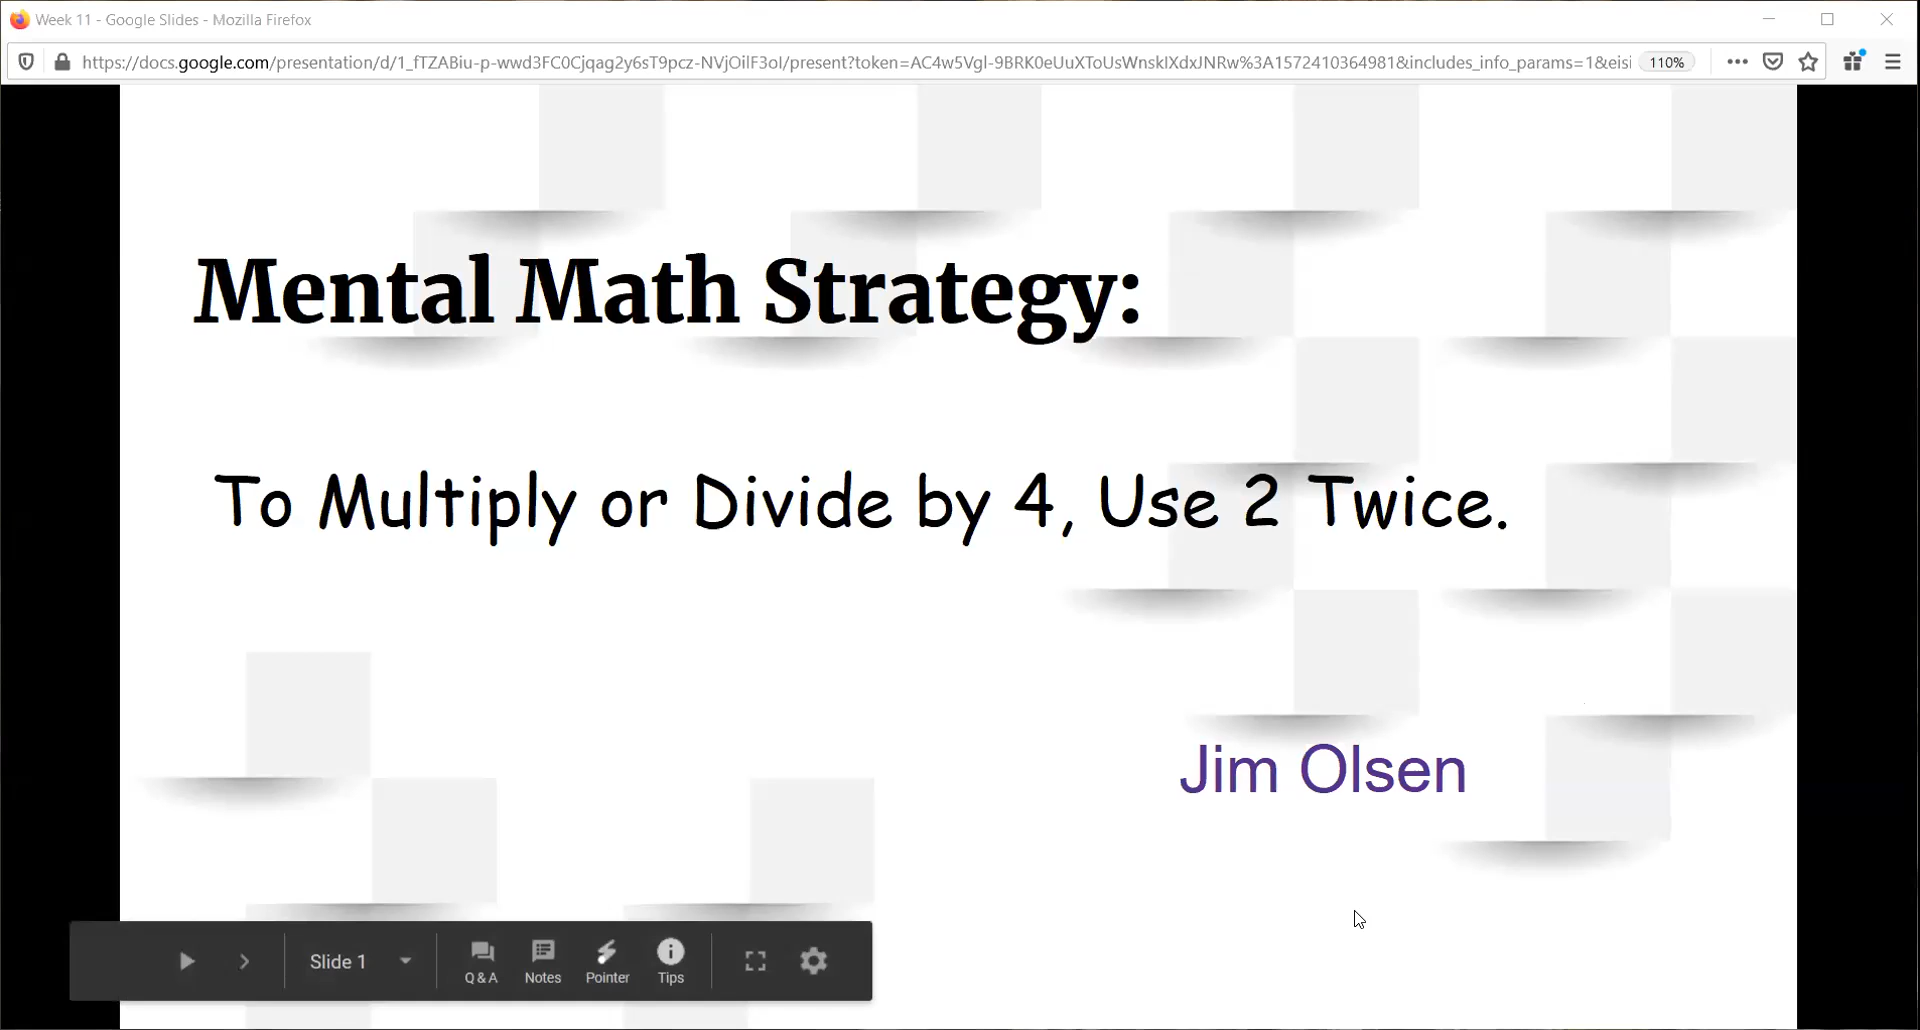 Week 11 - Google Slides - Mozilla Firefox
https://docs.google.com/presentation/d/1_fTZABiu-p-wwd3FC0Cjqag2y6sT9pcz-NVjOilF3oI/present?token=AC4w5Vgl-9BRK0eUuXToUsWnsklXdxJNRw%3A1572410364981&includes_info_params=1&eisi 110%
Mental Math Strategy:
To Multiply or Divide by 4, Use 2 Twice.
Jim Olsen
Slide 1 Q & A Notes Pointer Tips